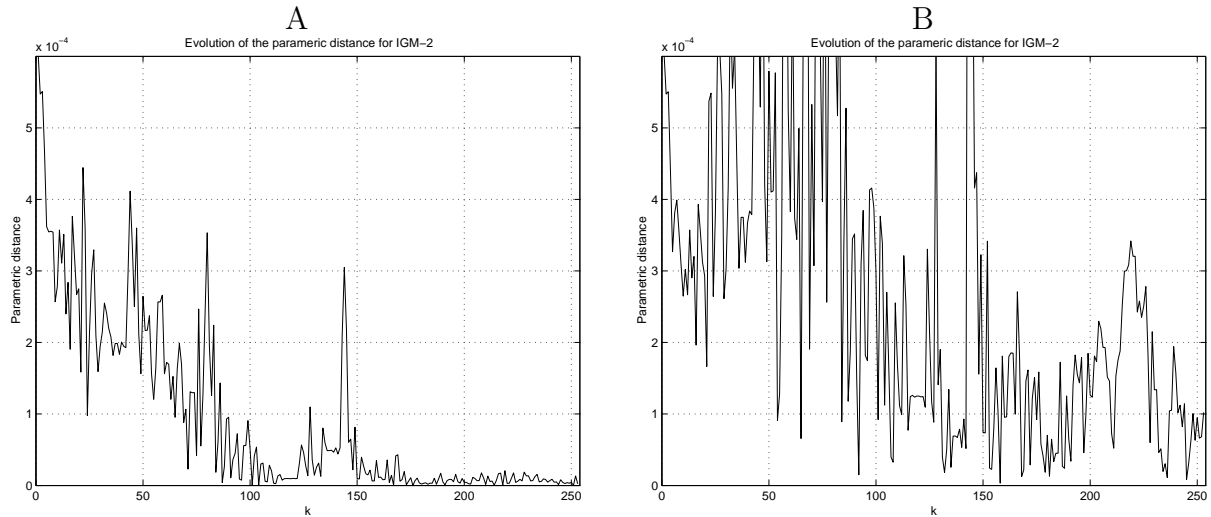 A
Evolution of the parameric distance for IGM−2
x 10−4
5
4
3
2
1
0
Parametric distance
0 50 100 150 200 250
k
B
Evolution of the parameric distance for IGM−2
x 10−4
5
4
3
2
1
0
Parametric distance
0 50 100 150 200 250
k